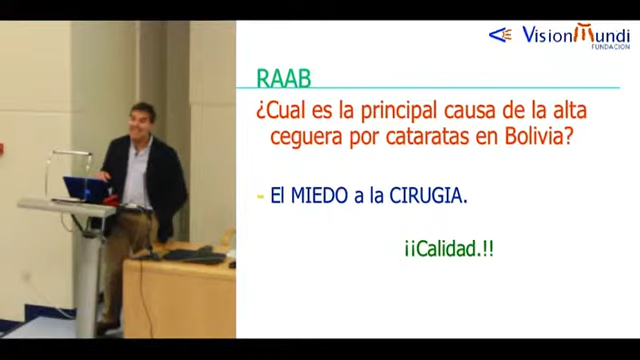 VisionMundi
FUNDACION
RAAB
¿Cual es la principal causa de la alta
ceguera por cataratas en Bolivia?
- El MIEDO a la CIRUGIA.
¡¡Calidad.!!